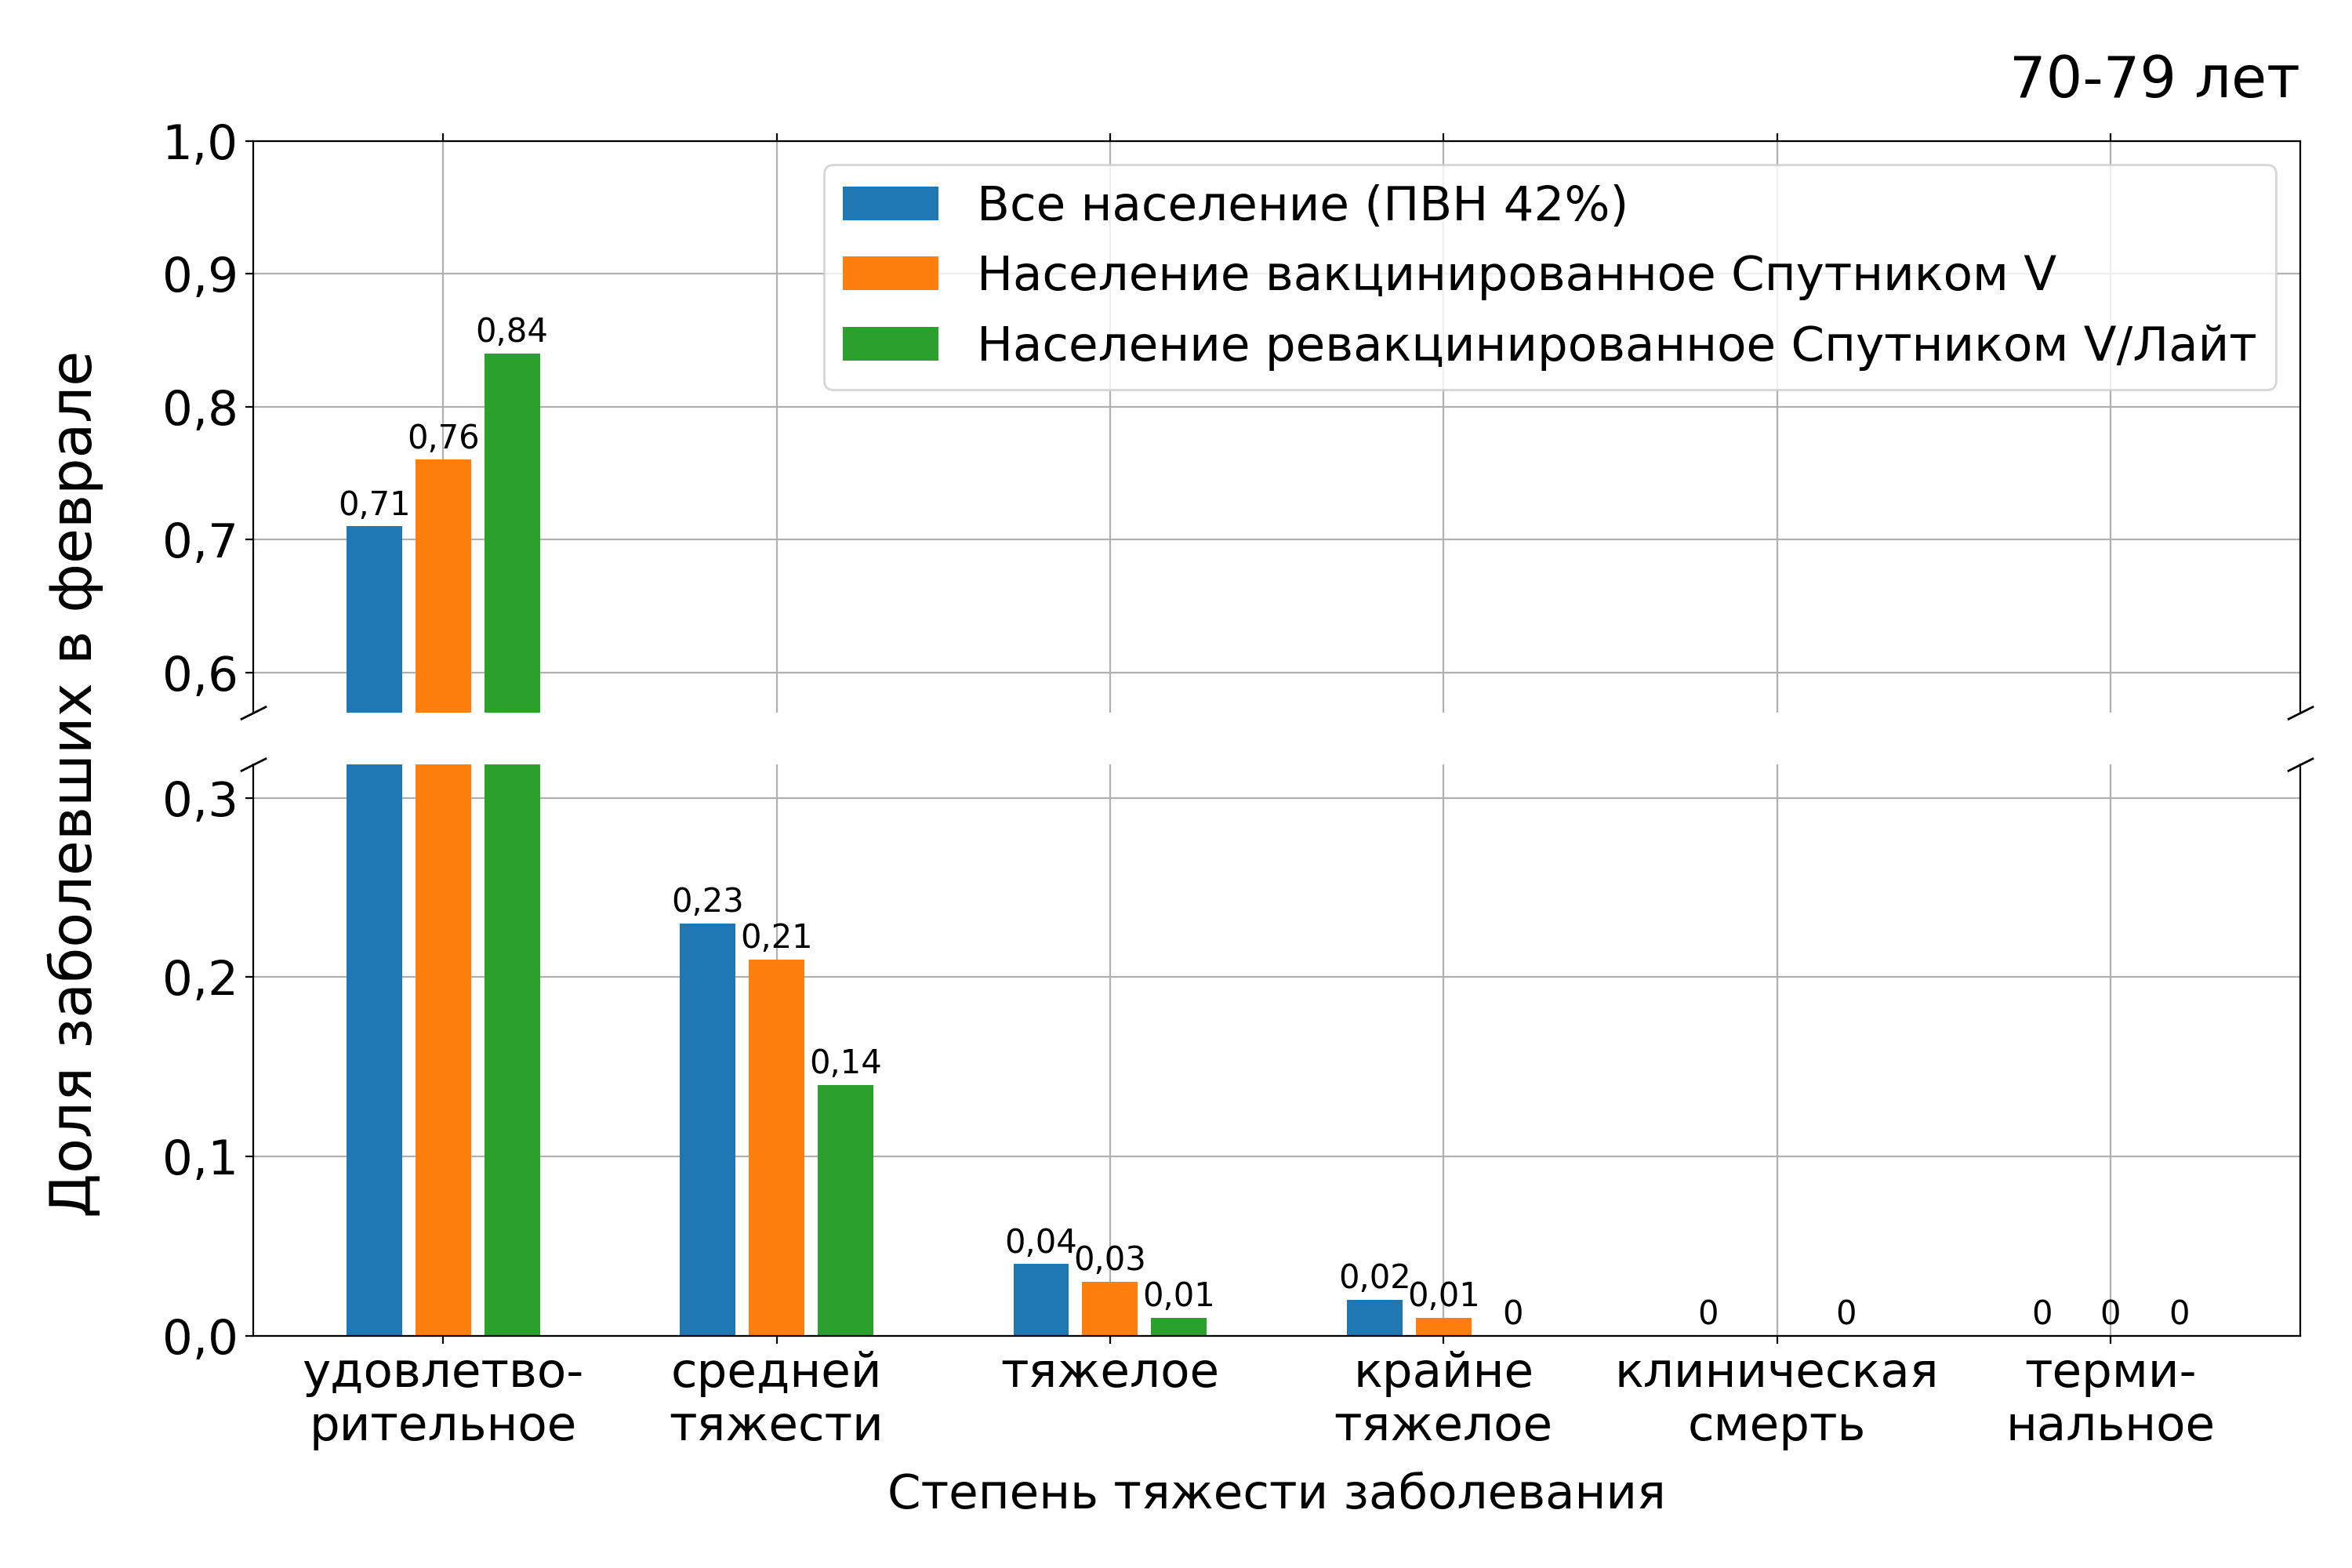 70-79 лет
Все население (ПВН 42%)
Население вакцинированное Спутником V
Население ревакцинированное Спутником V/Лайт
Доля заболевших в феврале
1,0
0,9
0,8
0,7
0,6
0,3
0,2
0,1
0,0
0,71
0,76
0,84
0,23
0,21
0,14
0,04
0,03
0,01
0,02
0,01
0
0
0
0
0
0
удовлетво-
рительное
средней
тяжести
тяжелое
крайне
тяжелое
клиническая
смерть
терми-
нальное
Степень тяжести заболевания